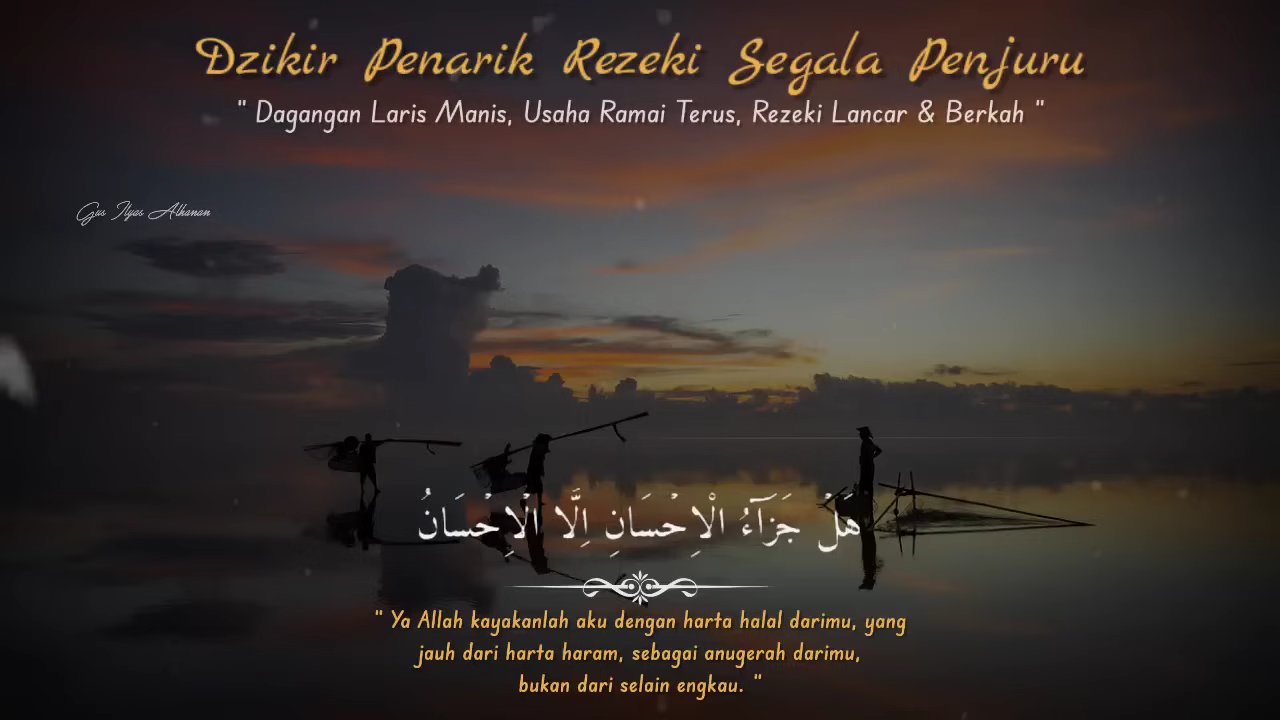 Dzikir Penarik Rezeki Segala Penjuru
" Dagangan Laris Manis, Usaha Ramai Terus, Rezeki Lancar & Berkah "
Gus Ilyas Alhanan
هَلْ جَزَآءُ الْاِحْسَانِ اِلَّا الْاِحْسَانُ
" Ya Allah kayakanlah aku dengan harta halal darimu, yang
jauh dari harta haram, sebagai anugerah darimu,
bukan dari selain engkau. "